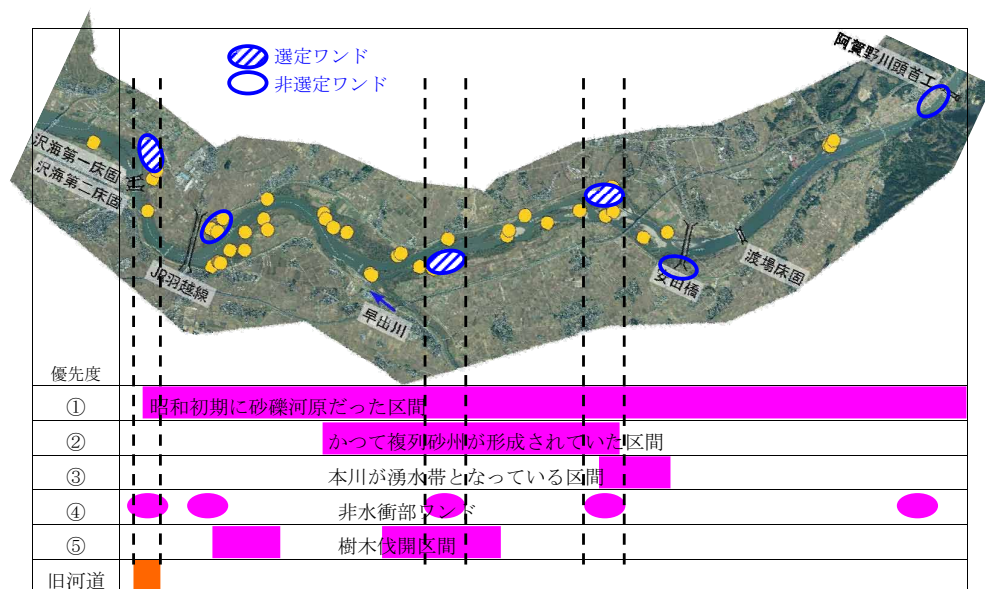 選定ワンド
非選定ワンド
阿賀野川頭首工
沢海第一床固
沢海第二床固
JR羽越線
早出川
安田橋
渡場床固
優先度
① 昭和初期に砂礫河原だった区間
② かつて複列砂州が形成されていた区間
③ 本川が湧水帯となっている区間
④ 非水衝部ワンド
⑤ 樹木伐開区間
旧河道